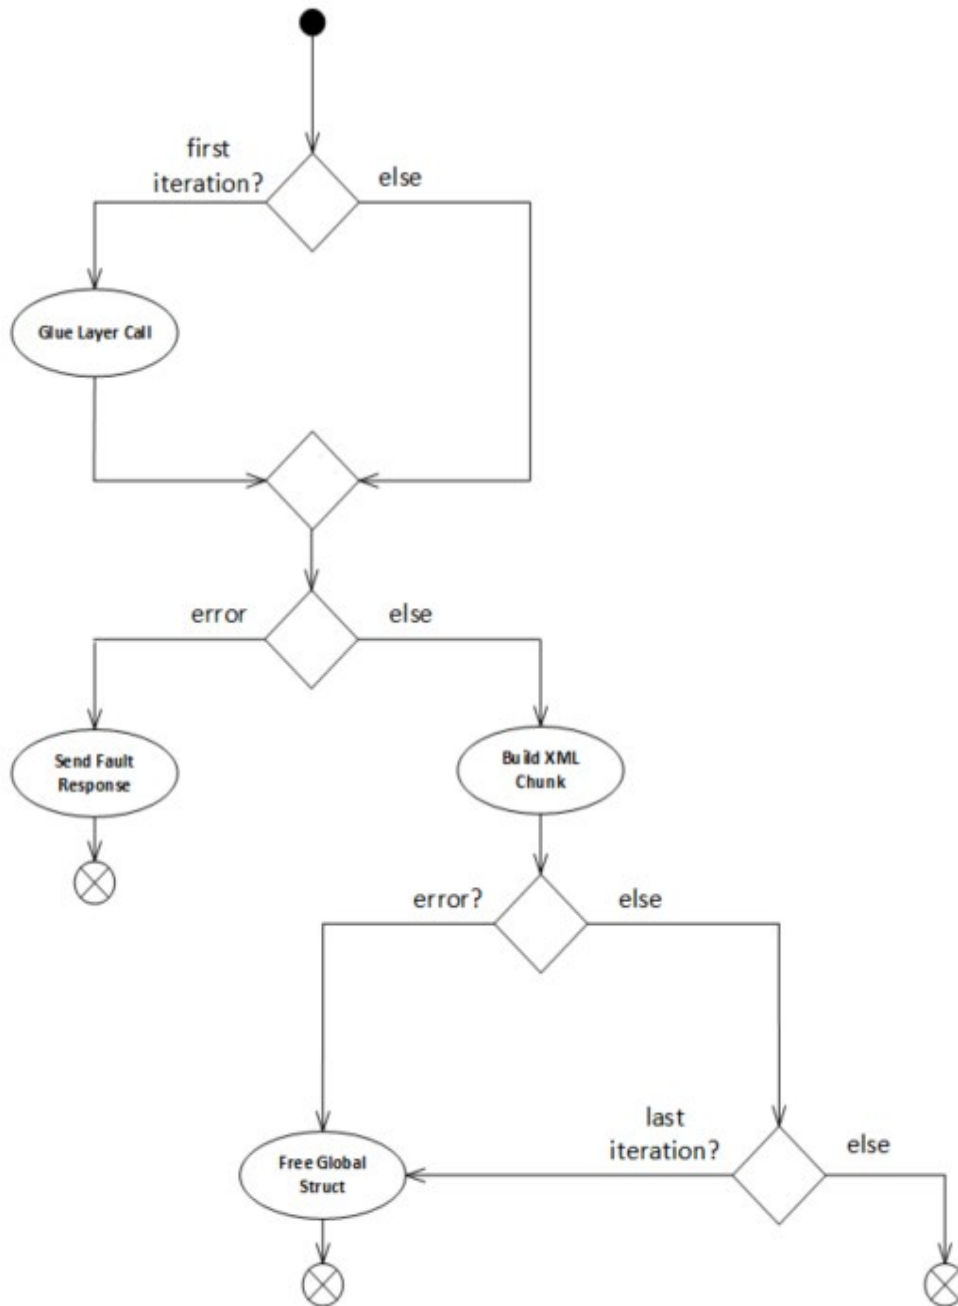 first
iteration?
else
Glue Layer Call
error
else
Send Fault
Response
Build XML
Chunk
error?
else
last
iteration?
else
Free Global
Struct